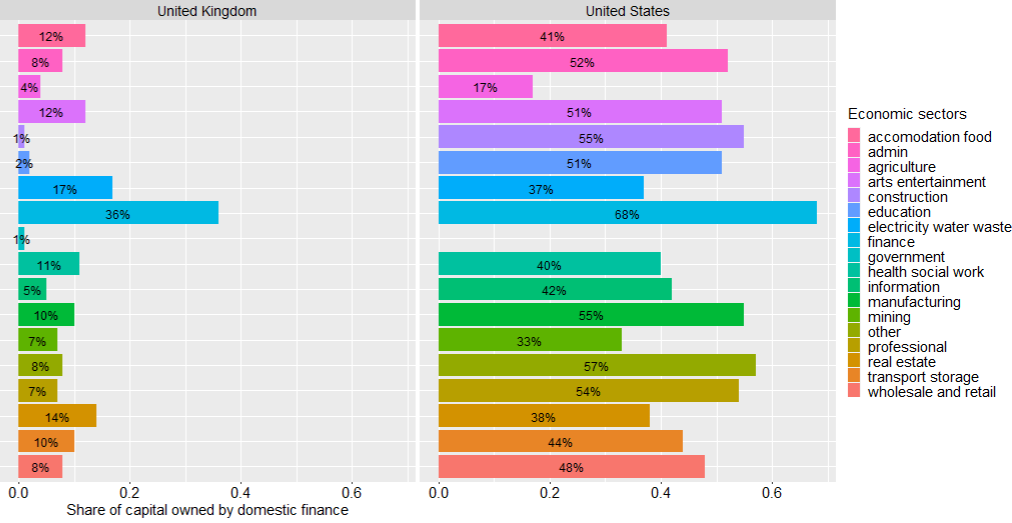 United Kingdom United States
12% 41%
8% 52%
4% 17%
12% 51%
1% 55%
2% 51%
17% 37%
36% 68%
1%
11% 40%
5% 42%
10% 55%
7% 33%
8% 57%
7% 54%
14% 38%
10% 44%
8% 48%
0.0 0.2 0.4 0.6 0.0 0.2 0.4 0.6
Share of capital owned by domestic finance
Economic sectors
accomodation food
admin
agriculture
arts entertainment
construction
education
electricity water waste
finance
government
health social work
information
manufacturing
mining
other
professional
real estate
transport storage
wholesale and retail